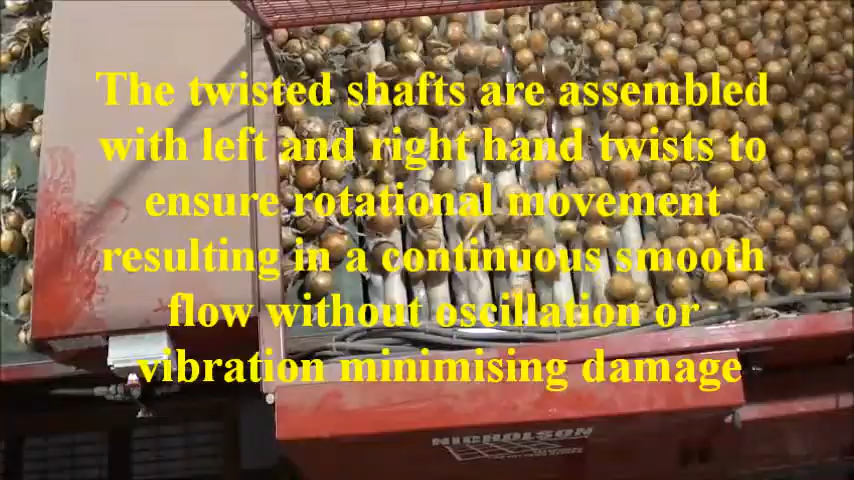 The twisted shafts are assembled
with left and right hand twists to
ensure rotational movement
resulting in a continuous smooth
flow without oscillation or
vibration minimising damage
NICHOLSON